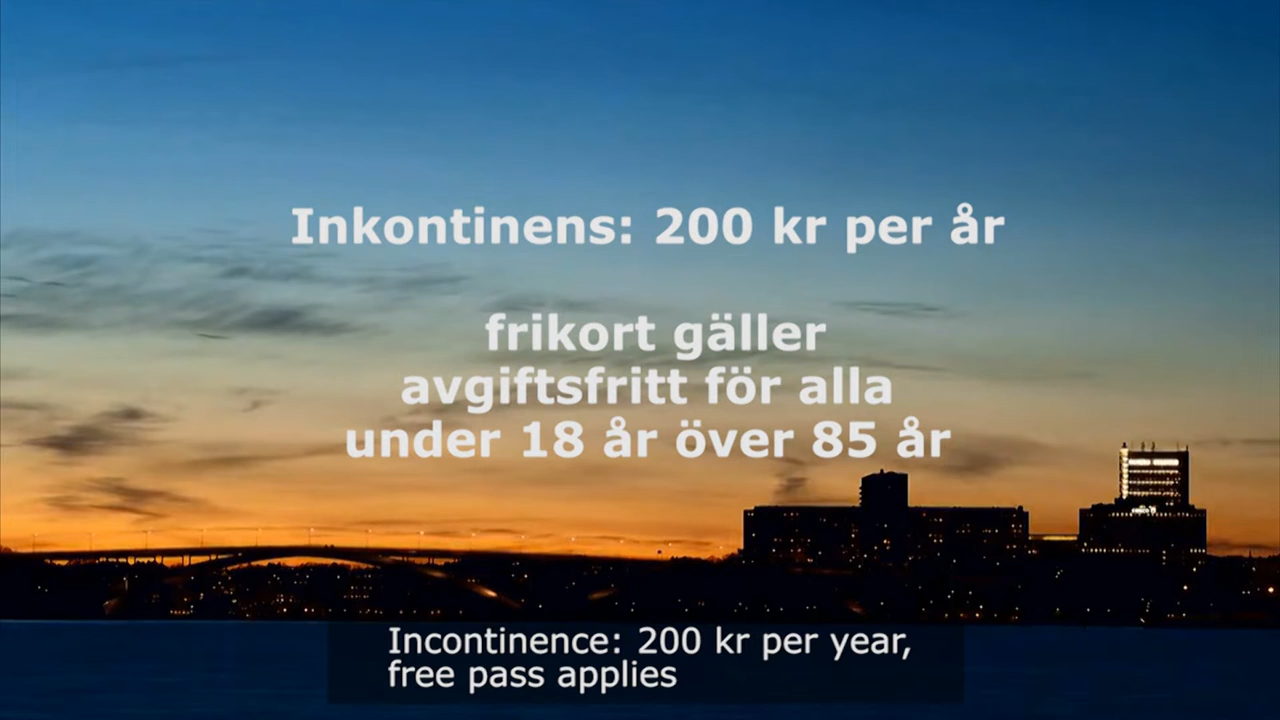 Inkontinens: 200 kr per år
frikort gäller
avgiftsfritt för alla
under 18 år över 85 år
Incontinence: 200 kr per year,
free pass applies